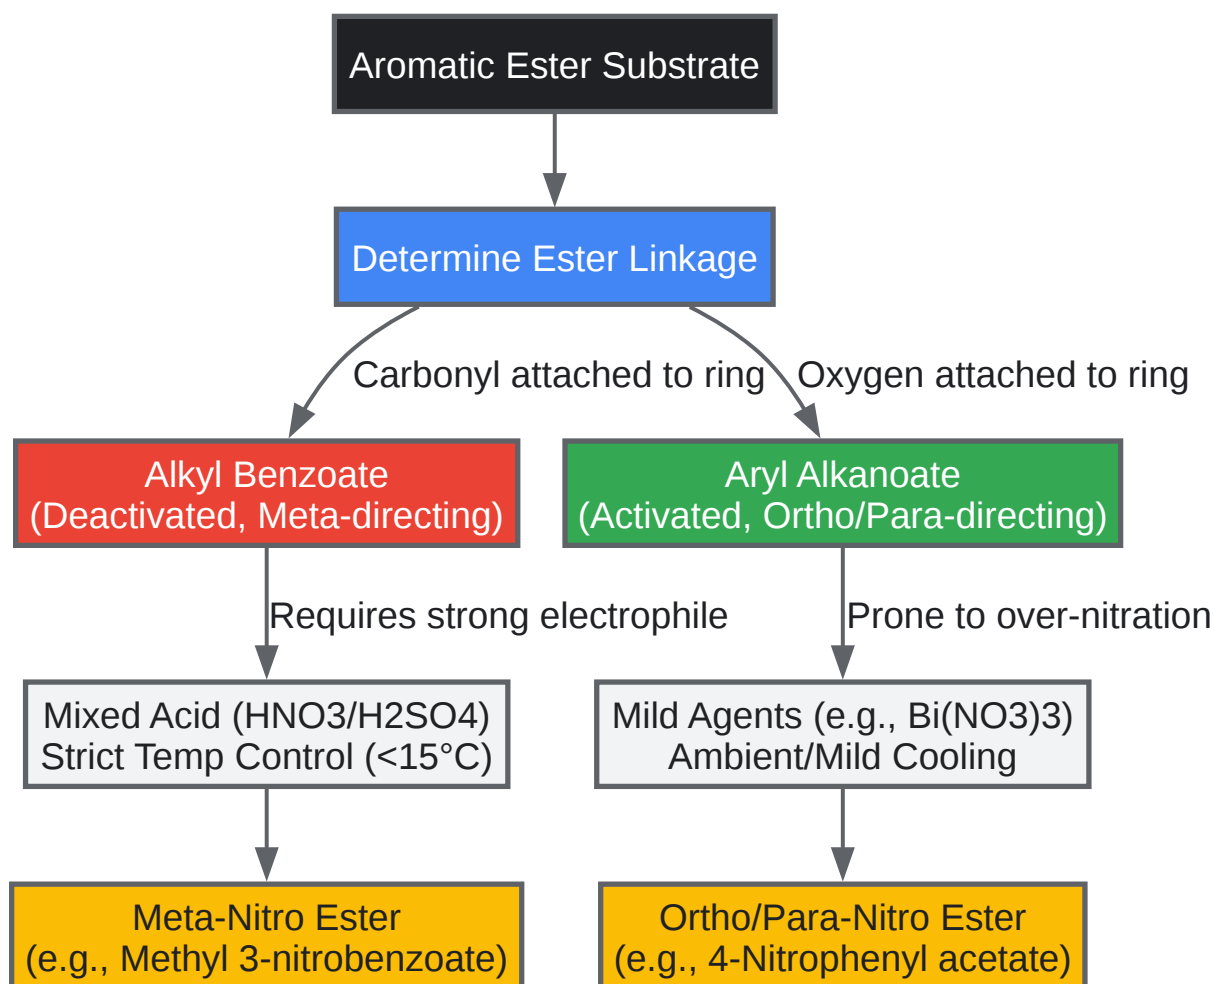 Aromatic Ester Substrate
Determine Ester Linkage
Carbonyl attached to ring
Oxygen attached to ring
Alkyl Benzoate
(Deactivated, Meta-directing)
Aryl Alkanoate
(Activated, Ortho/Para-directing)
Requires strong electrophile
Prone to over-nitration
Mixed Acid (HNO3/H2SO4)
Strict Temp Control (<15°C)
Mild Agents (e.g., Bi(NO3)3)
Ambient/Mild Cooling
Meta-Nitro Ester
(e.g., Methyl 3-nitrobenzoate)
Ortho/Para-Nitro Ester
(e.g., 4-Nitrophenyl acetate)